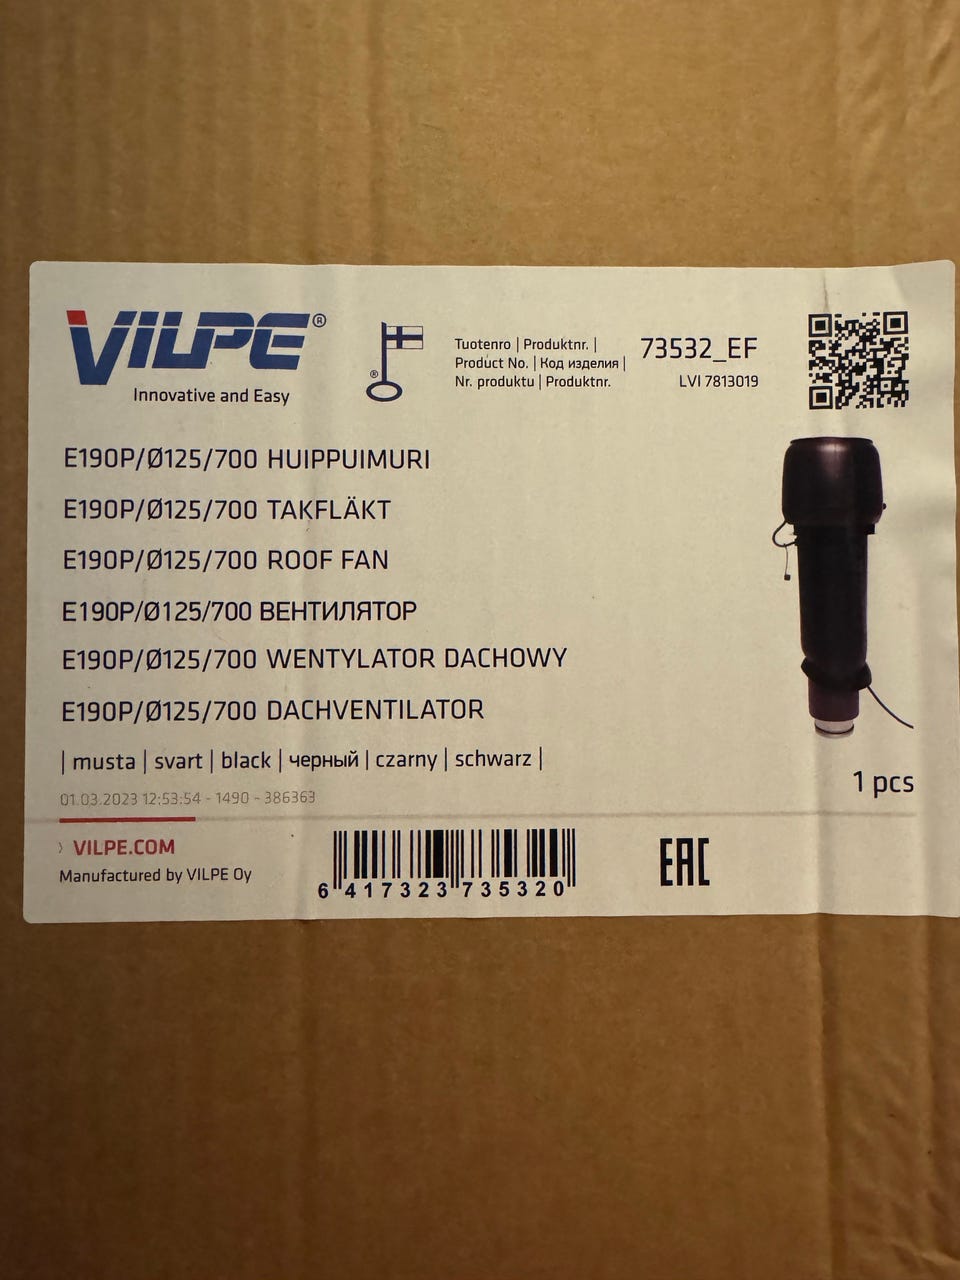 VILPE®
Innovative and Easy
®
Tuotenro | Produktnr. |
Product No. | Код изделия |
Nr. produktu | Produktnr.
73532_EF
LVI 7813019
E190P/Ø125/700 HUIPPUIMURI
E190P/Ø125/700 TAKFLÄKT
E190P/Ø125/700 ROOF FAN
E190P/Ø125/700 ВЕНТИЛЯТОР
E190P/Ø125/700 WENTYLATOR DACHOWY
E190P/Ø125/700 DACHVENTILATOR
| musta | svart | black | черный | czarny | schwarz |
1 pcs
01.03.2023 12:53:54 - 1490 - 386363
› VILPE.COM
Manufactured by VILPE Oy
6 417323 735320
EAC